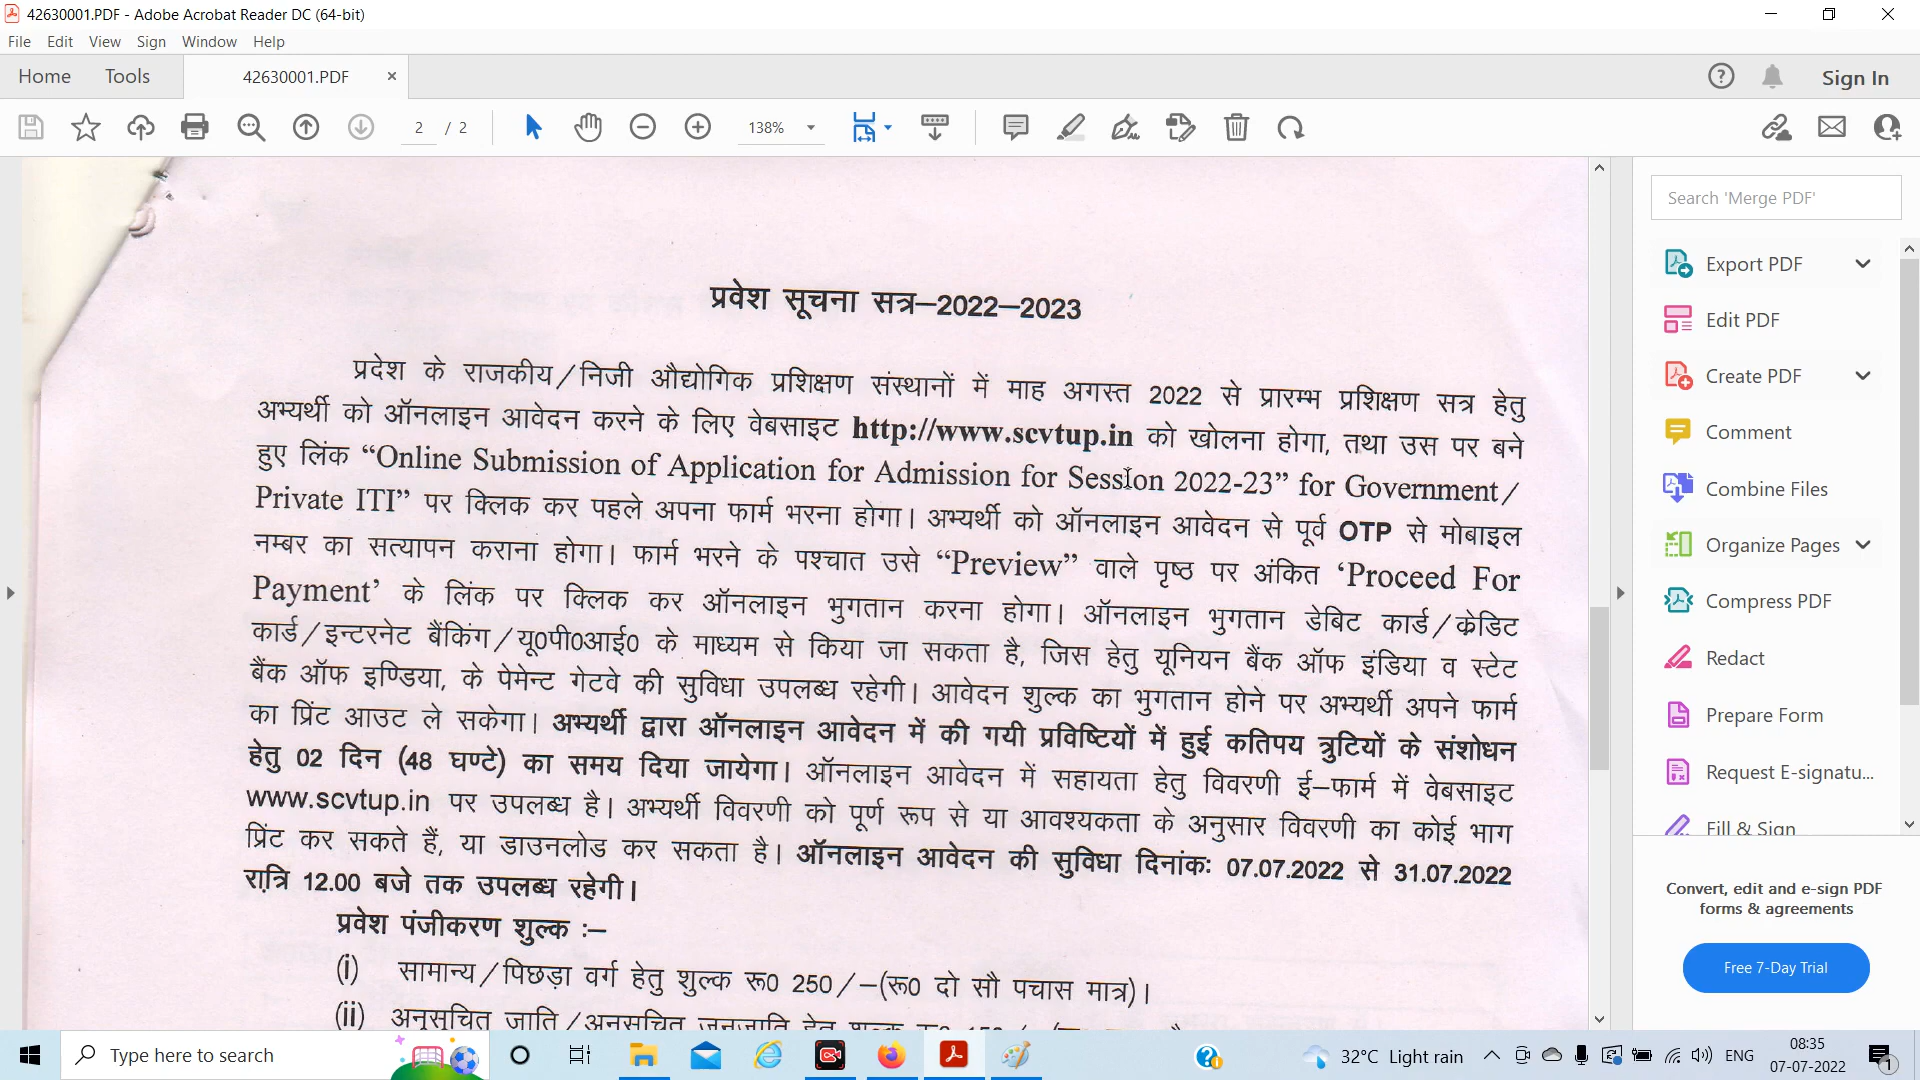 42630001.PDF - Adobe Acrobat Reader DC (64-bit)
File Edit View Sign Window Help
Home Tools 42630001.PDF Sign In
2 / 2 138%
प्रवेश सूचना सत्र–2022–2023
प्रदेश के राजकीय/निजी औद्योगिक प्रशिक्षण संस्थानों में माह अगस्त 2022 से प्रारम्भ प्रशिक्षण सत्र हेतु
अभ्यर्थी को ऑनलाइन आवेदन करने के लिए वेबसाइट http://www.scvtup.in को खोलना होगा, तथा उस पर बने
हुए लिंक “Online Submission of Application for Admission for Session 2022-23” for Government/
Private ITI” पर क्लिक कर पहले अपना फार्म भरना होगा। अभ्यर्थी को ऑनलाइन आवेदन से पूर्व OTP से मोबाइल
नम्बर का सत्यापन कराना होगा। फार्म भरने के पश्चात उसे “Preview” वाले पृष्ठ पर अंकित ‘Proceed For
Payment’ के लिंक पर क्लिक कर ऑनलाइन भुगतान करना होगा। ऑनलाइन भुगतान डेबिट कार्ड/क्रेडिट
कार्ड/इन्टरनेट बैंकिंग/यू0पी0आई0 के माध्यम से किया जा सकता है, जिस हेतु यूनियन बैंक ऑफ इंडिया व स्टेट
बैंक ऑफ इण्डिया, के पेमेन्ट गेटवे की सुविधा उपलब्ध रहेगी। आवेदन शुल्क का भुगतान होने पर अभ्यर्थी अपने फार्म
का प्रिंट आउट ले सकेगा। अभ्यर्थी द्वारा ऑनलाइन आवेदन में की गयी प्रविष्टियों में हुई कतिपय त्रुटियों के संशोधन
हेतु 02 दिन (48 घण्टे) का समय दिया जायेगा। ऑनलाइन आवेदन में सहायता हेतु विवरणी ई–फार्म में वेबसाइट
www.scvtup.in पर उपलब्ध है। अभ्यर्थी विवरणी को पूर्ण रूप से या आवश्यकता के अनुसार विवरणी का कोई भाग
प्रिंट कर सकते हैं, या डाउनलोड कर सकता है। ऑनलाइन आवेदन की सुविधा दिनांकः 07.07.2022 से 31.07.2022
रात्रि 12.00 बजे तक उपलब्ध रहेगी।
प्रवेश पंजीकरण शुल्क :–
(i) सामान्य/पिछड़ा वर्ग हेतु शुल्क रू0 250/–(रू0 दो सौ पचास मात्र)।
(ii) अनुसूचित जाति/अनुसूचित जनजाति हेतु शुल्क
Search 'Merge PDF'
Export PDF
Edit PDF
Create PDF
Comment
Combine Files
Organize Pages
Compress PDF
Redact
Prepare Form
Request E-signatu...
Fill & Sign
Convert, edit and e-sign PDF
forms & agreements
Free 7-Day Trial
Type here to search
32°C Light rain
ENG
08:35
07-07-2022
1